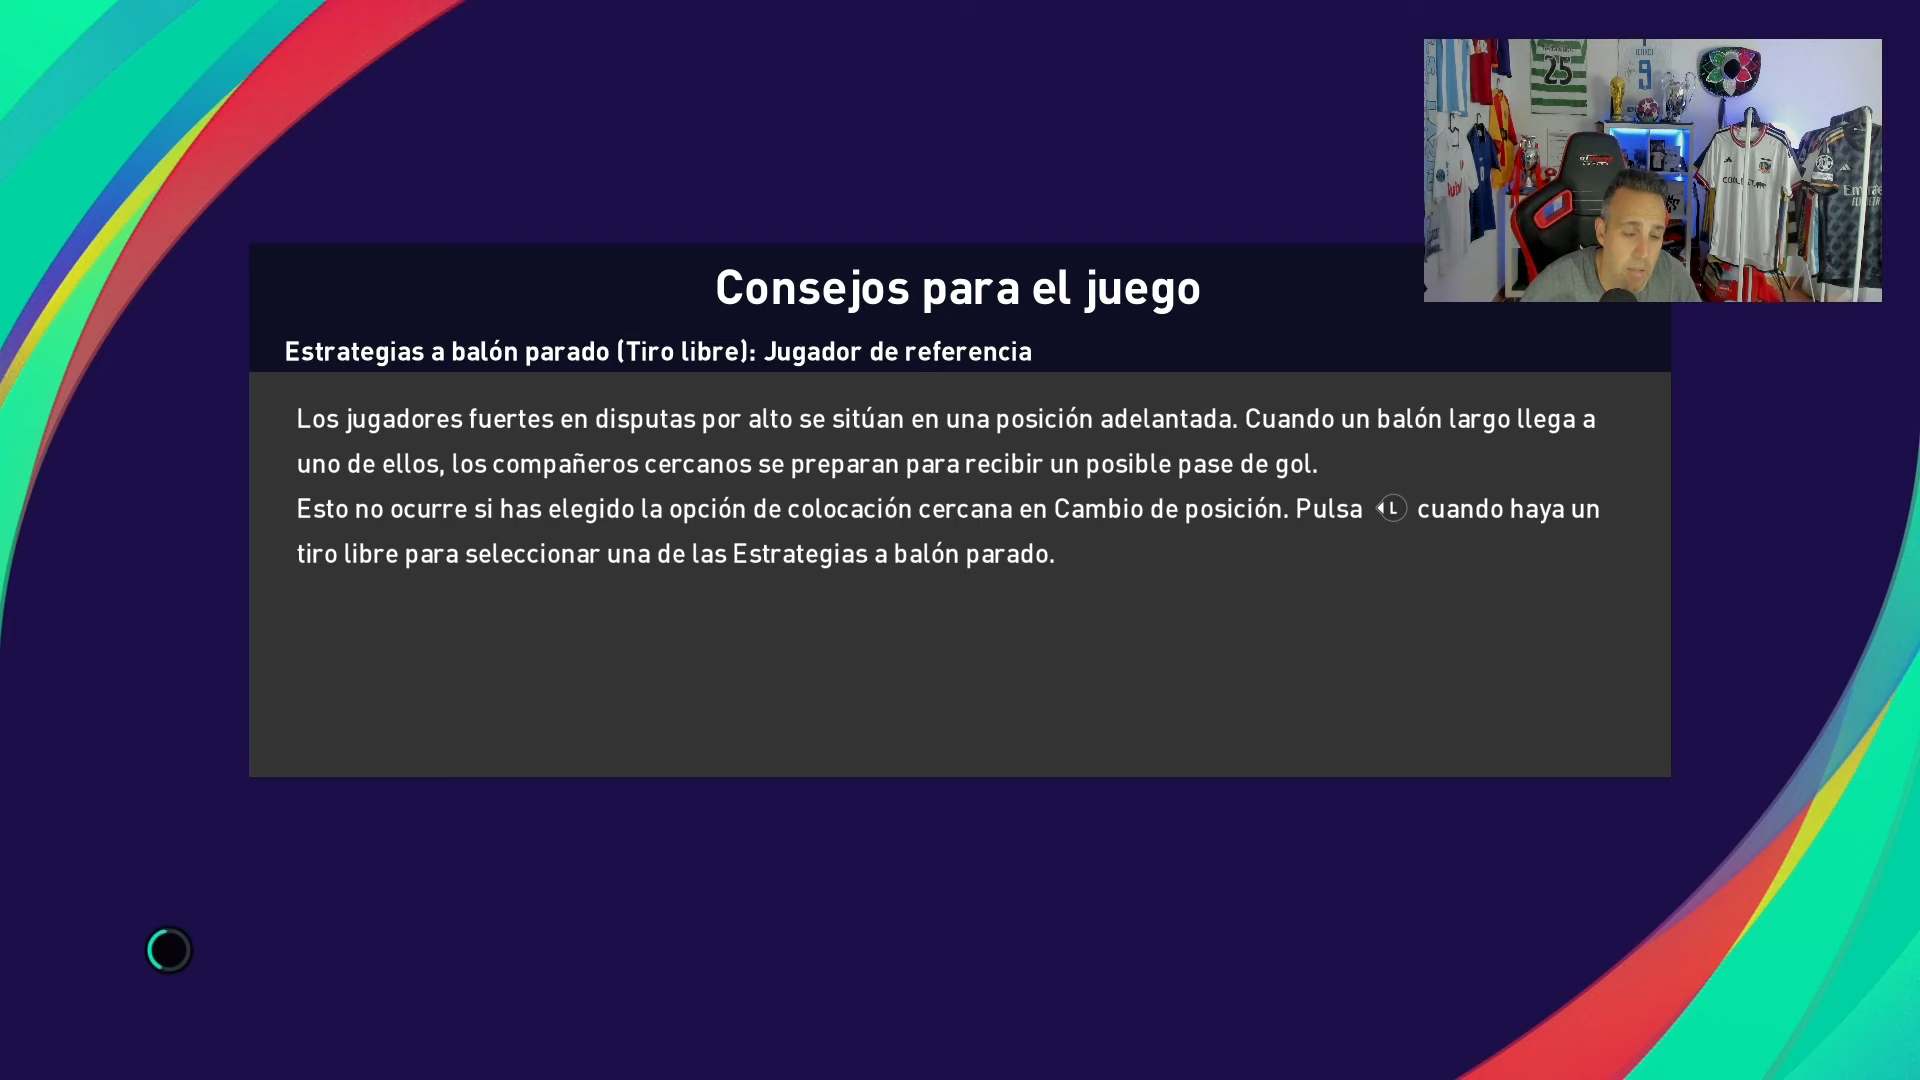 Consejos para el juego
Estrategias a balón parado (Tiro libre): Jugador de referencia
Los jugadores fuertes en disputas por alto se sitúan en una posición adelantada. Cuando un balón largo llega a
uno de ellos, los compañeros cercanos se preparan para recibir un posible pase de gol.
Esto no ocurre si has elegido la opción de colocación cercana en Cambio de posición. Pulsa L cuando haya un
tiro libre para seleccionar una de las Estrategias a balón parado.
25
9